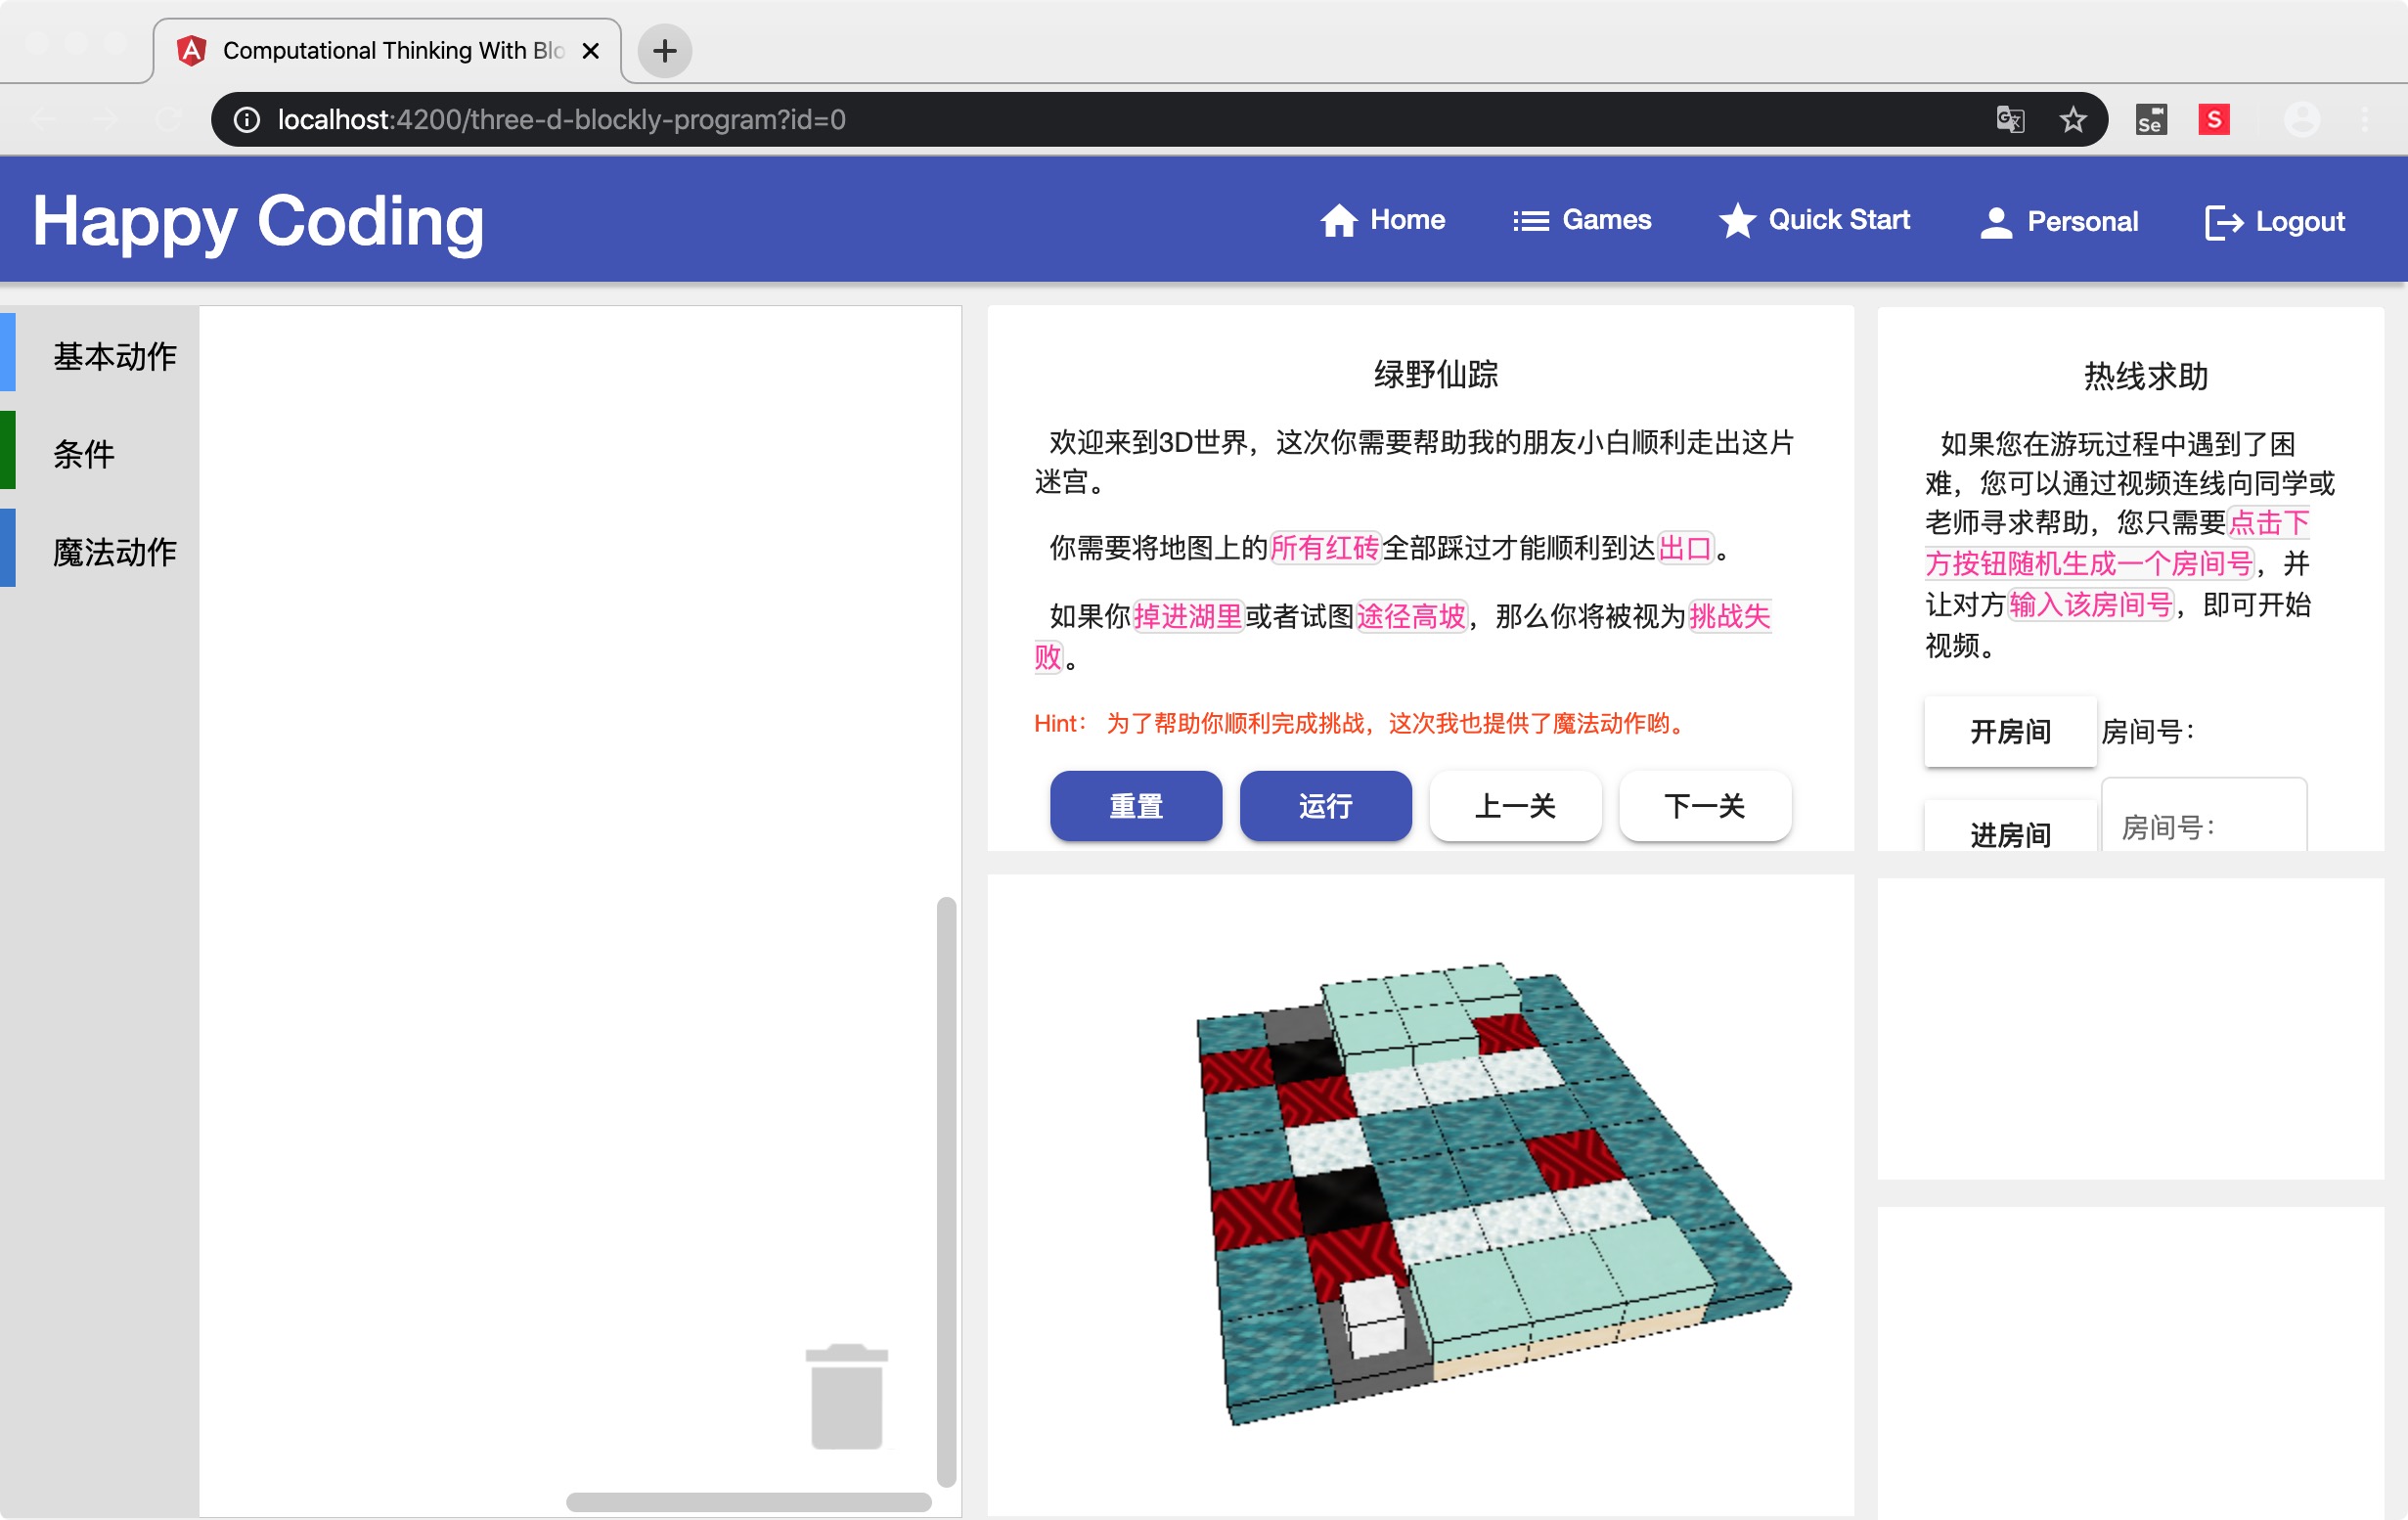 Computational Thinking With Blo
localhost:4200/three-d-blockly-program?id=0
Se
S
Happy Coding
Home
Games
Quick Start
Personal
Logout
基本动作
条件
魔法动作
绿野仙踪
欢迎来到3D世界，这次你需要帮助我的朋友小白顺利走出这片
迷宫。
你需要将地图上的所有红砖全部踩过才能顺利到达出口。
如果你掉进湖里或者试图途径高坡，那么你将被视为挑战失
败。
Hint： 为了帮助你顺利完成挑战，这次我也提供了魔法动作哟。
重置
运行
上一关
下一关
热线求助
如果您在游玩过程中遇到了困
难，您可以通过视频连线向同学或
老师寻求帮助，您只需要点击下
方按钮随机生成一个房间号，并
让对方输入该房间号，即可开始
视频。
开房间
房间号：
进房间
房间号：